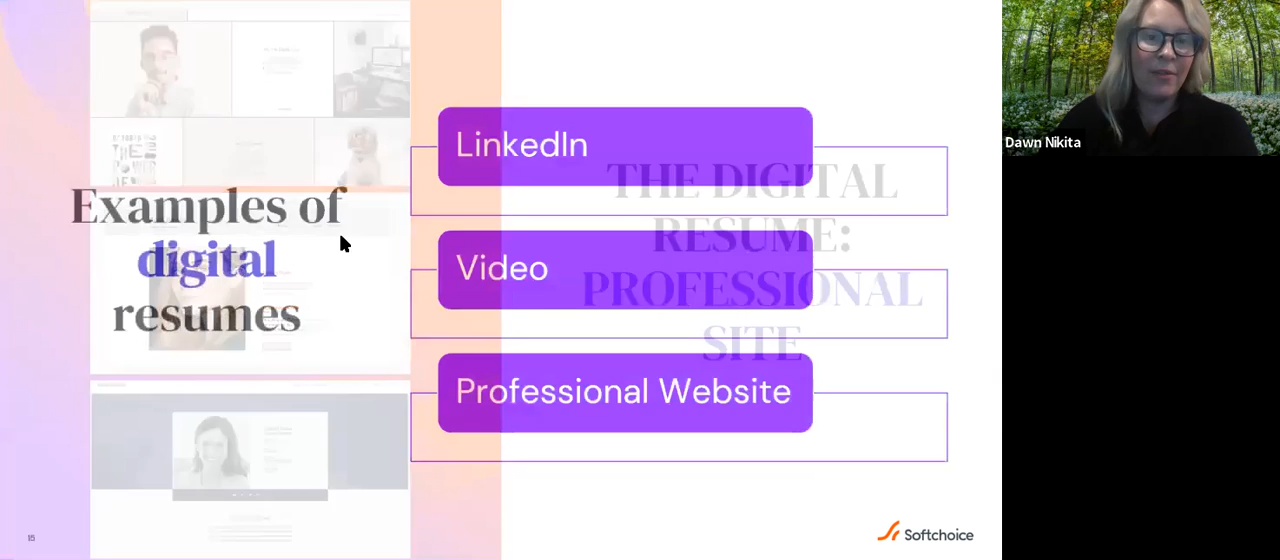 Examples of
digital
resumes
LinkedIn
Video
Professional Website
THE DIGITAL
RESUME:
PROFESSIONAL
SITE
15
Softchoice
Dawn Nikita